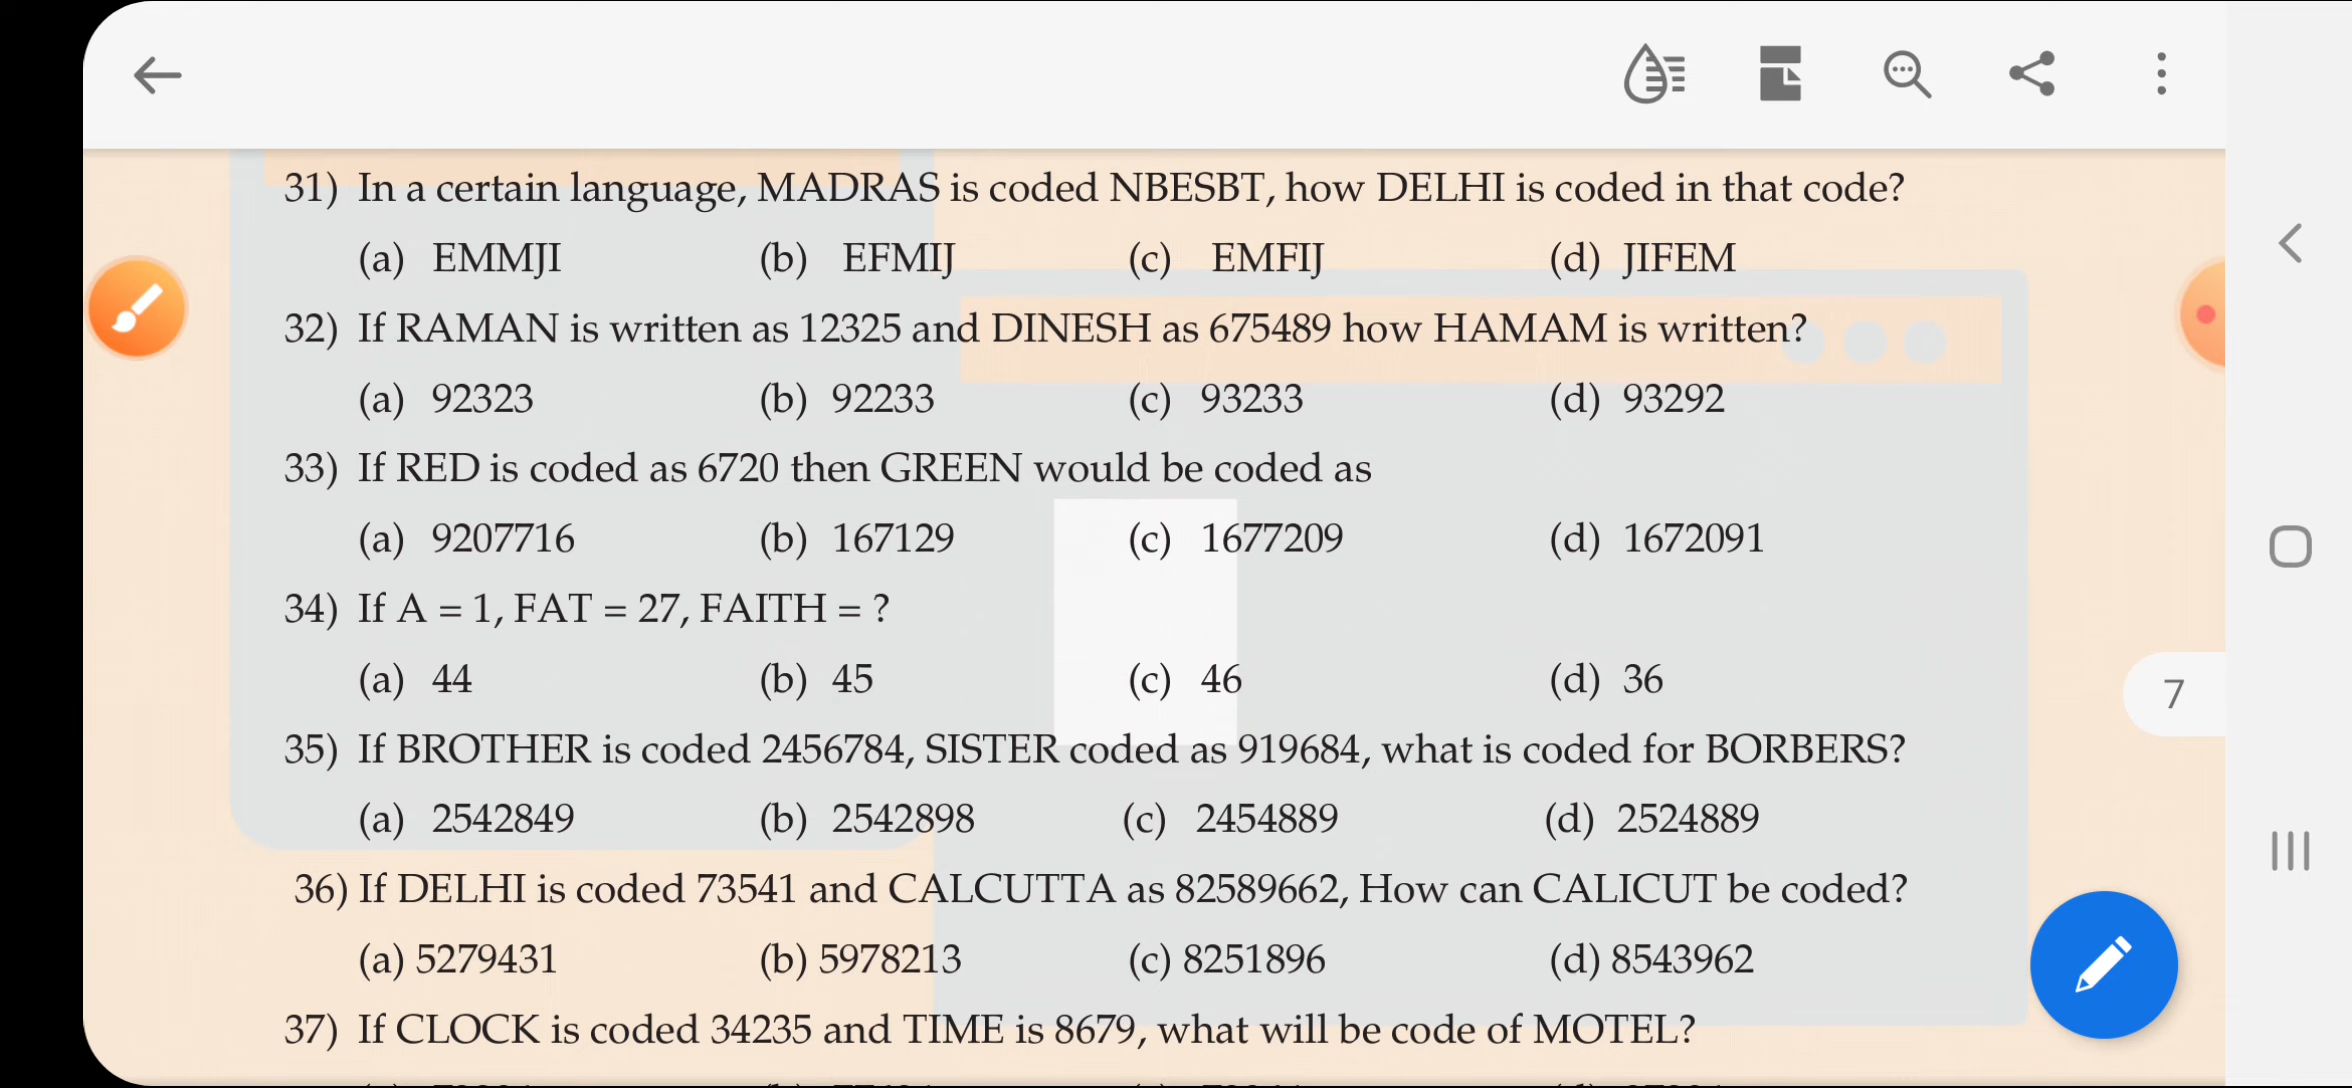 31) In a certain language, MADRAS is coded NBESBT, how DELHI is coded in that code?
(a) EMMJI (b) EFMIJ (c) EMFIJ (d) JIFEM
32) If RAMAN is written as 12325 and DINESH as 675489 how HAMAM is written?
(a) 92323 (b) 92233 (c) 93233 (d) 93292
33) If RED is coded as 6720 then GREEN would be coded as
(a) 9207716 (b) 167129 (c) 1677209 (d) 1672091
34) If A = 1, FAT = 27, FAITH = ?
(a) 44 (b) 45 (c) 46 (d) 36
7
35) If BROTHER is coded 2456784, SISTER coded as 919684, what is coded for BORBERS?
(a) 2542849 (b) 2542898 (c) 2454889 (d) 2524889
36) If DELHI is coded 73541 and CALCUTTA as 82589662, How can CALICUT be coded?
(a) 5279431 (b) 5978213 (c) 8251896 (d) 8543962
37) If CLOCK is coded 34235 and TIME is 8679, what will be code of MOTEL?